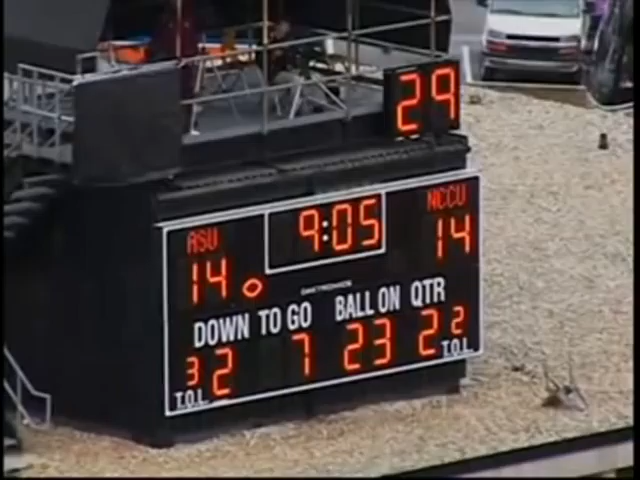 29
ASU 9:05 NCCU
14 14
DOWN TO GO BALL ON QTR
3 2 7 23 2 2
T.O.L. T.O.L.